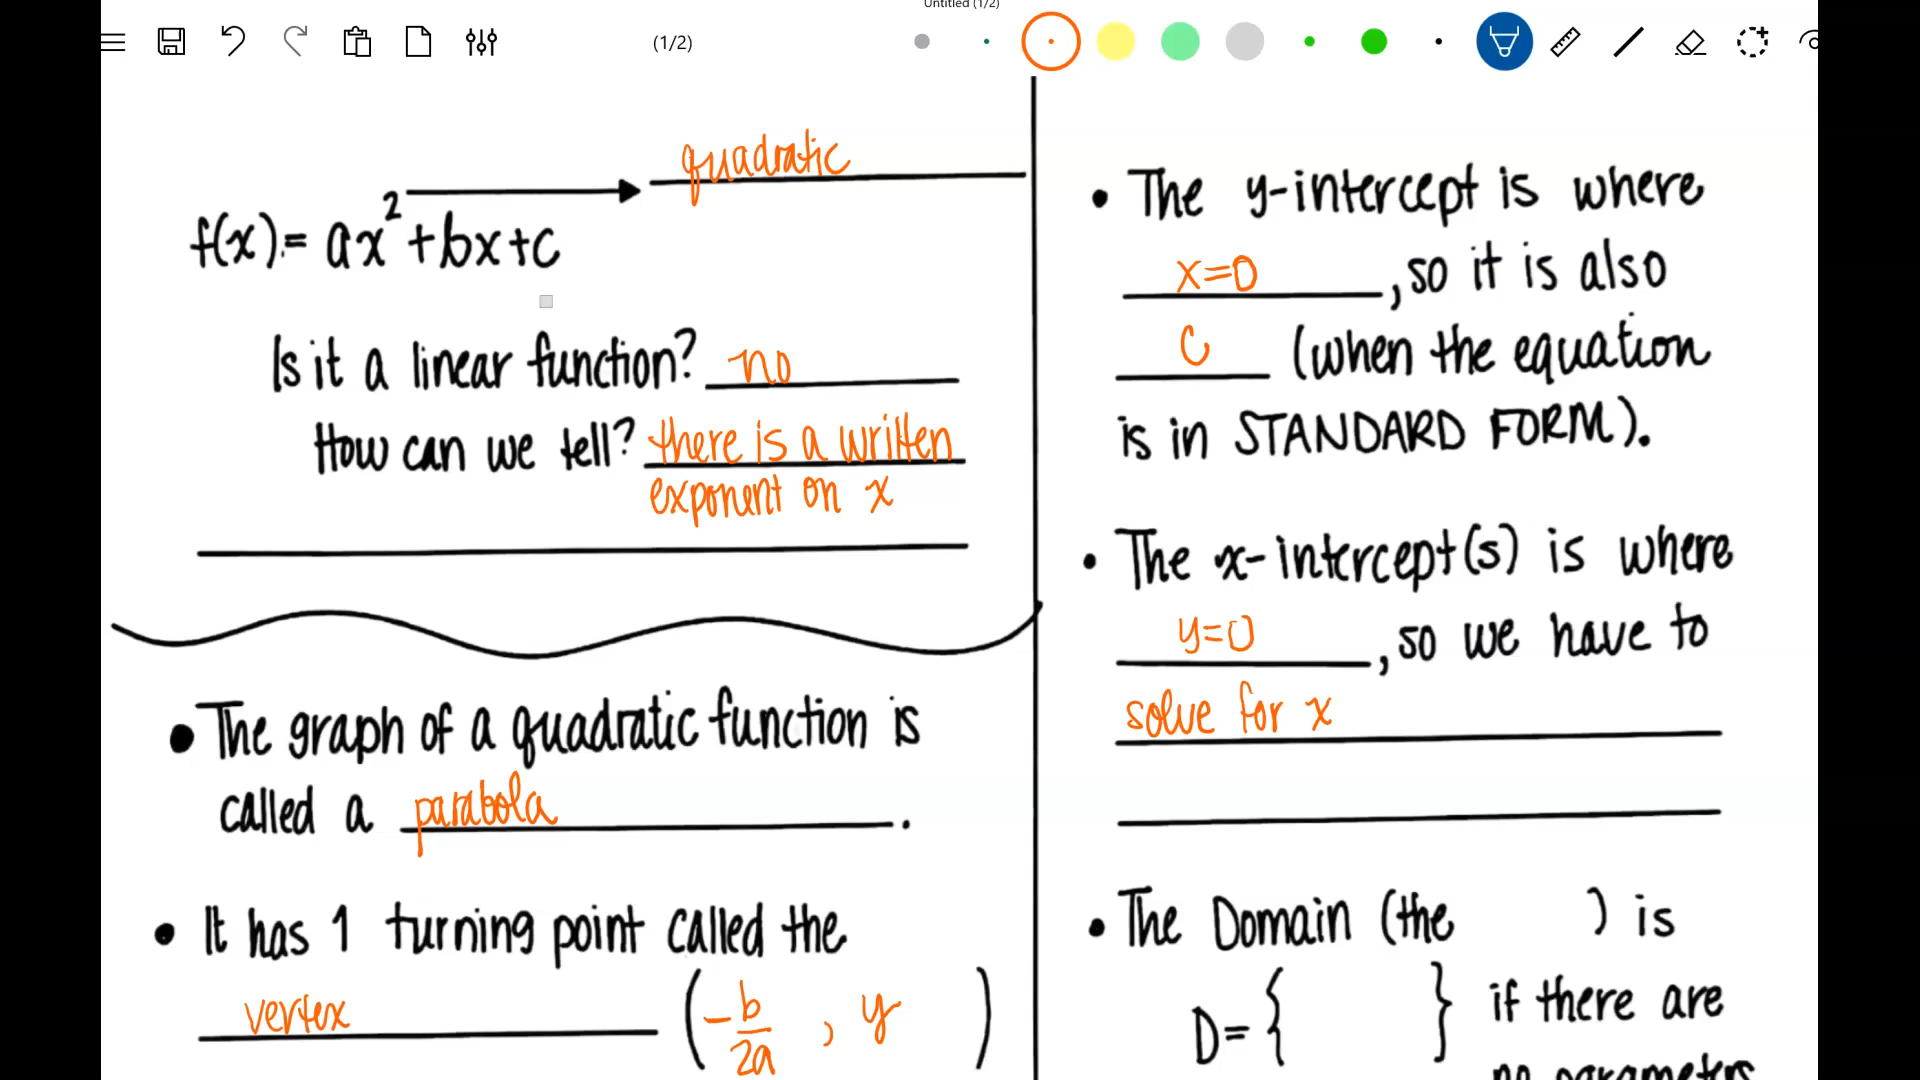 Untitled (1/2)
(1/2)
quadratic
f(x) = ax²+bx+c
Is it a linear function? no
How can we tell? there is a written
exponent on x
• The graph of a quadratic function is
called a parabola.
• It has 1 turning point called the
vertex (-b/2a, y)
• The y-intercept is where
x=0, so it is also
C (when the equation
is in STANDARD FORM).
• The x-intercept(s) is where
y=0, so we have to
solve for x
• The Domain (the ) is
D= { } if there are
no parameters